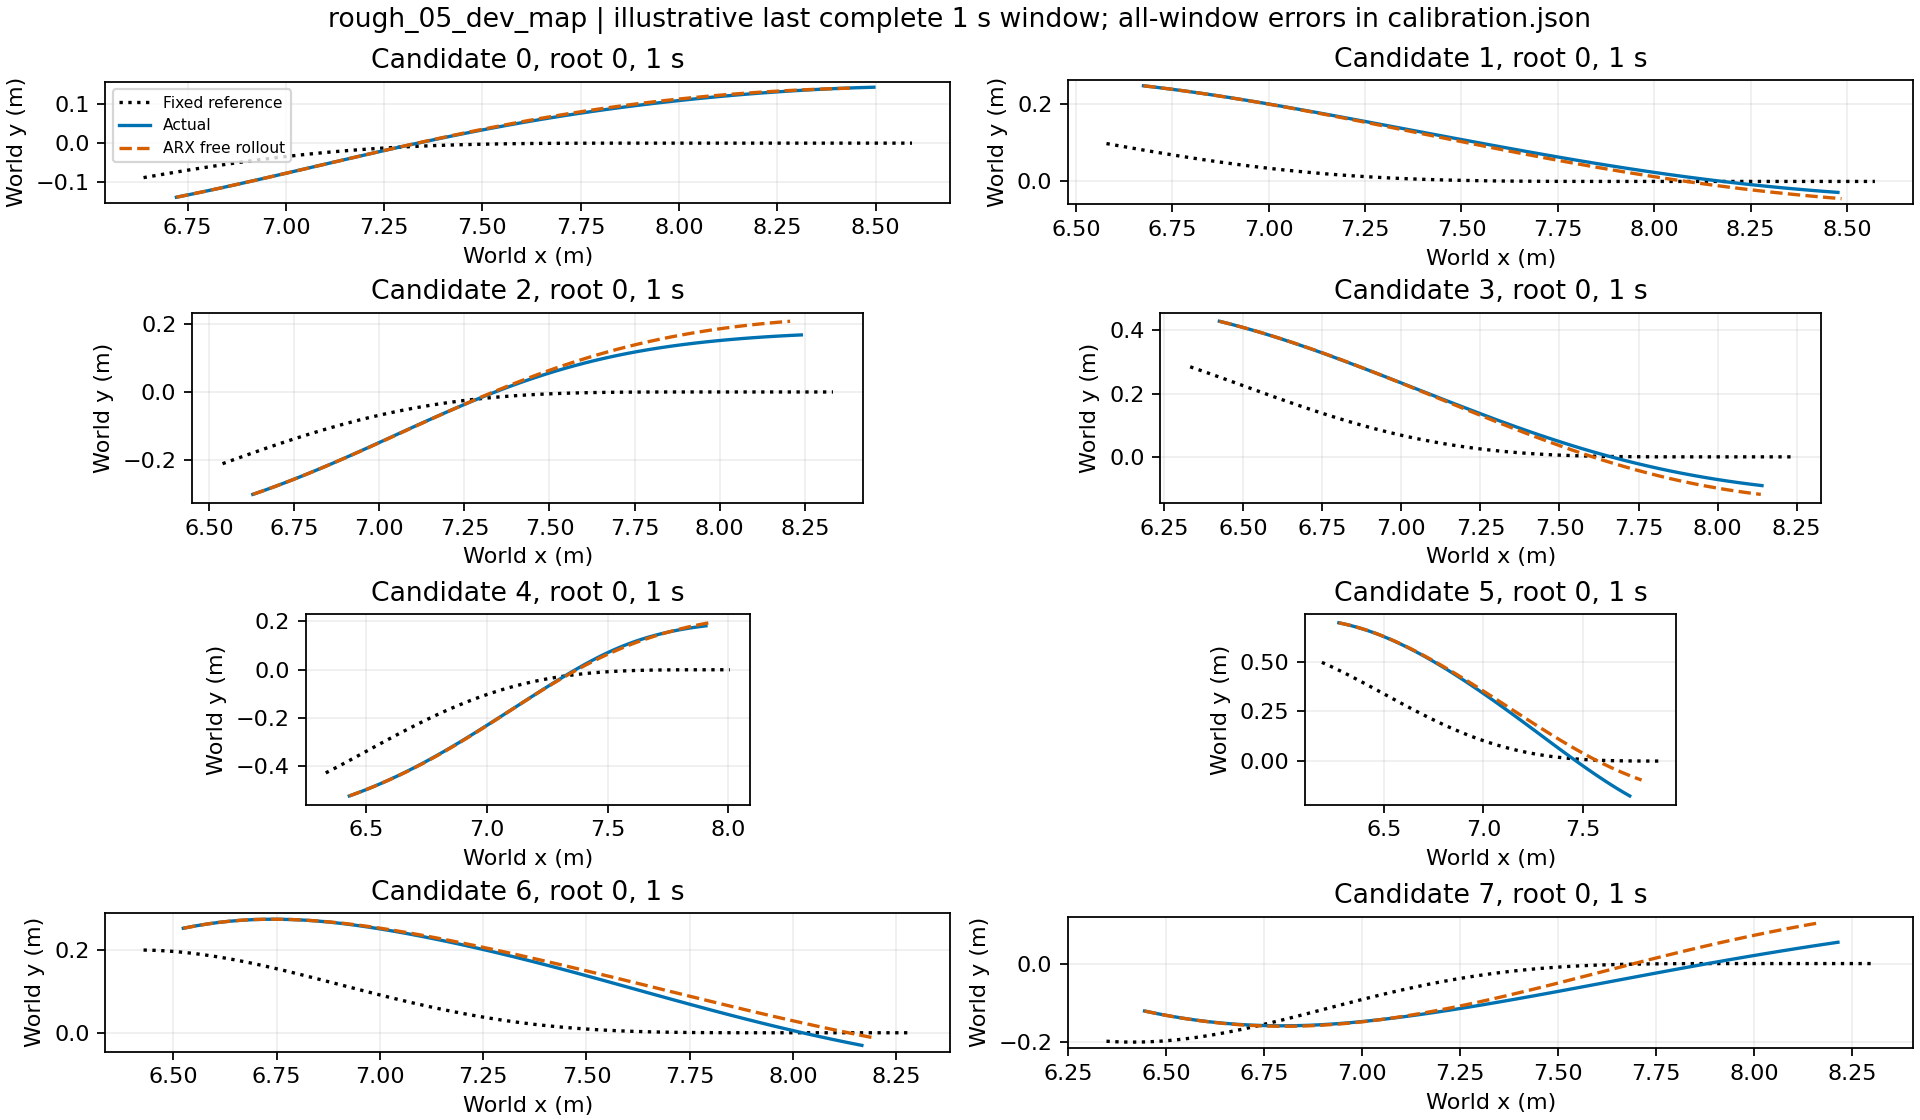 rough_05_dev_map | illustrative last complete 1 s window; all-window errors in calibration.json
Candidate 0, root 0, 1 s
World y (m)
0.1
0.0
−0.1
Fixed reference
Actual
ARX free rollout
6.75 7.00 7.25 7.50 7.75 8.00 8.25 8.50
World x (m)
Candidate 1, root 0, 1 s
World y (m)
0.2
0.0
6.50 6.75 7.00 7.25 7.50 7.75 8.00 8.25 8.50
World x (m)
Candidate 2, root 0, 1 s
World y (m)
0.2
0.0
−0.2
6.50 6.75 7.00 7.25 7.50 7.75 8.00 8.25
World x (m)
Candidate 3, root 0, 1 s
World y (m)
0.4
0.2
0.0
6.25 6.50 6.75 7.00 7.25 7.50 7.75 8.00 8.25
World x (m)
Candidate 4, root 0, 1 s
World y (m)
0.2
0.0
−0.2
−0.4
6.5 7.0 7.5 8.0
World x (m)
Candidate 5, root 0, 1 s
World y (m)
0.50
0.25
0.00
6.5 7.0 7.5
World x (m)
Candidate 6, root 0, 1 s
World y (m)
0.2
0.0
6.50 6.75 7.00 7.25 7.50 7.75 8.00 8.25
World x (m)
Candidate 7, root 0, 1 s
World y (m)
0.0
−0.2
6.25 6.50 6.75 7.00 7.25 7.50 7.75 8.00 8.25
World x (m)